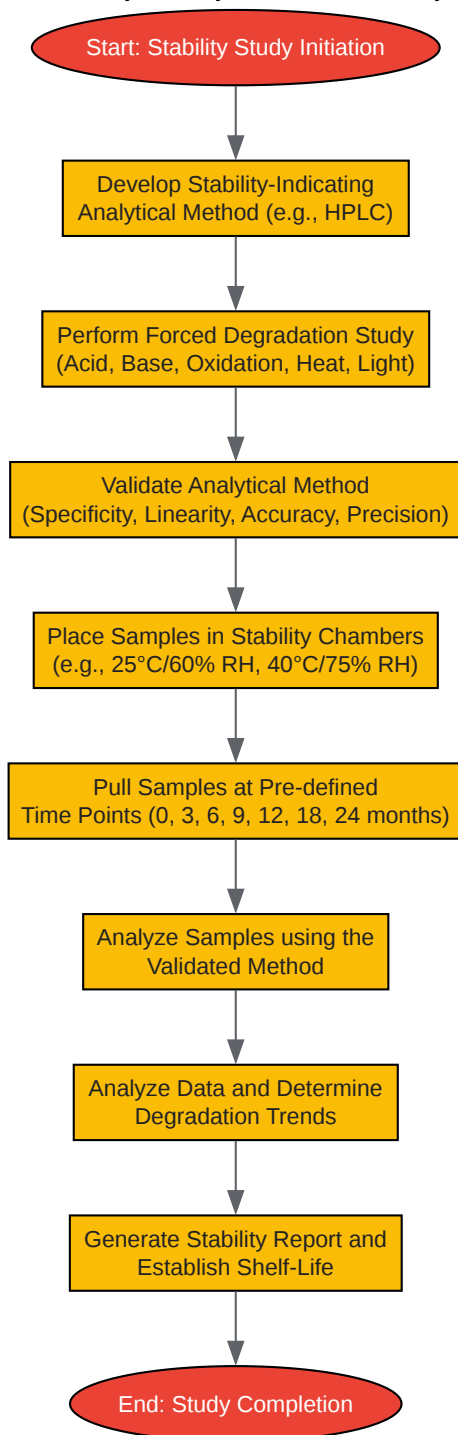 Start: Stability Study Initiation
Develop Stability-Indicating
Analytical Method (e.g., HPLC)
Perform Forced Degradation Study
(Acid, Base, Oxidation, Heat, Light)
Validate Analytical Method
(Specificity, Linearity, Accuracy, Precision)
Place Samples in Stability Chambers
(e.g., 25°C/60% RH, 40°C/75% RH)
Pull Samples at Pre-defined
Time Points (0, 3, 6, 9, 12, 18, 24 months)
Analyze Samples using the
Validated Method
Analyze Data and Determine
Degradation Trends
Generate Stability Report and
Establish Shelf-Life
End: Study Completion